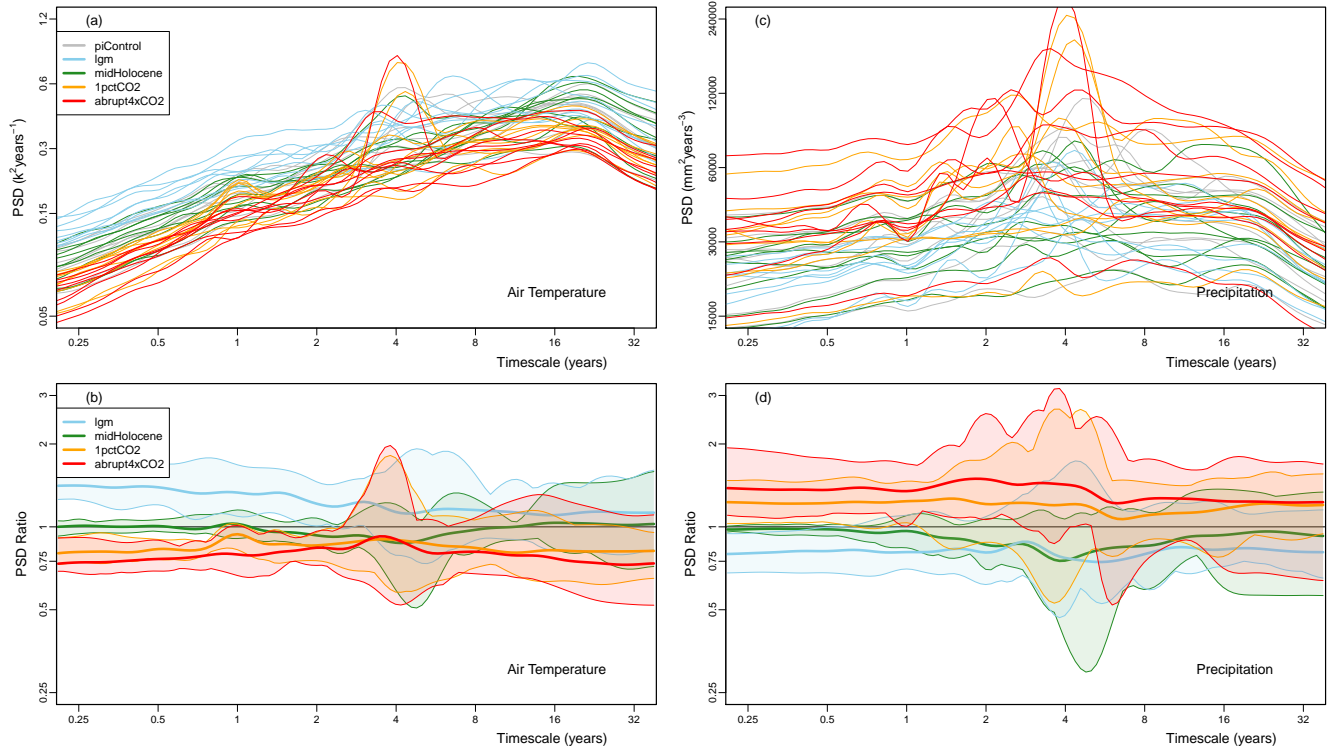 (a)
1.2
0.6
0.3
0.15
0.05
PSD (k²years⁻¹)
piControl
lgm
midHolocene
1pctCO2
abrupt4xCO2
Air Temperature
0.25 0.5 1 2 4 8 16 32
Timescale (years)
(c)
240000
120000
60000
30000
15000
PSD (mm²years⁻³)
Precipitation
0.25 0.5 1 2 4 8 16 32
Timescale (years)
(b)
3
2
1
0.75
0.5
0.25
PSD Ratio
lgm
midHolocene
1pctCO2
abrupt4xCO2
Air Temperature
0.25 0.5 1 2 4 8 16 32
Timescale (years)
(d)
3
2
1
0.75
0.5
0.25
PSD Ratio
Precipitation
0.25 0.5 1 2 4 8 16 32
Timescale (years)